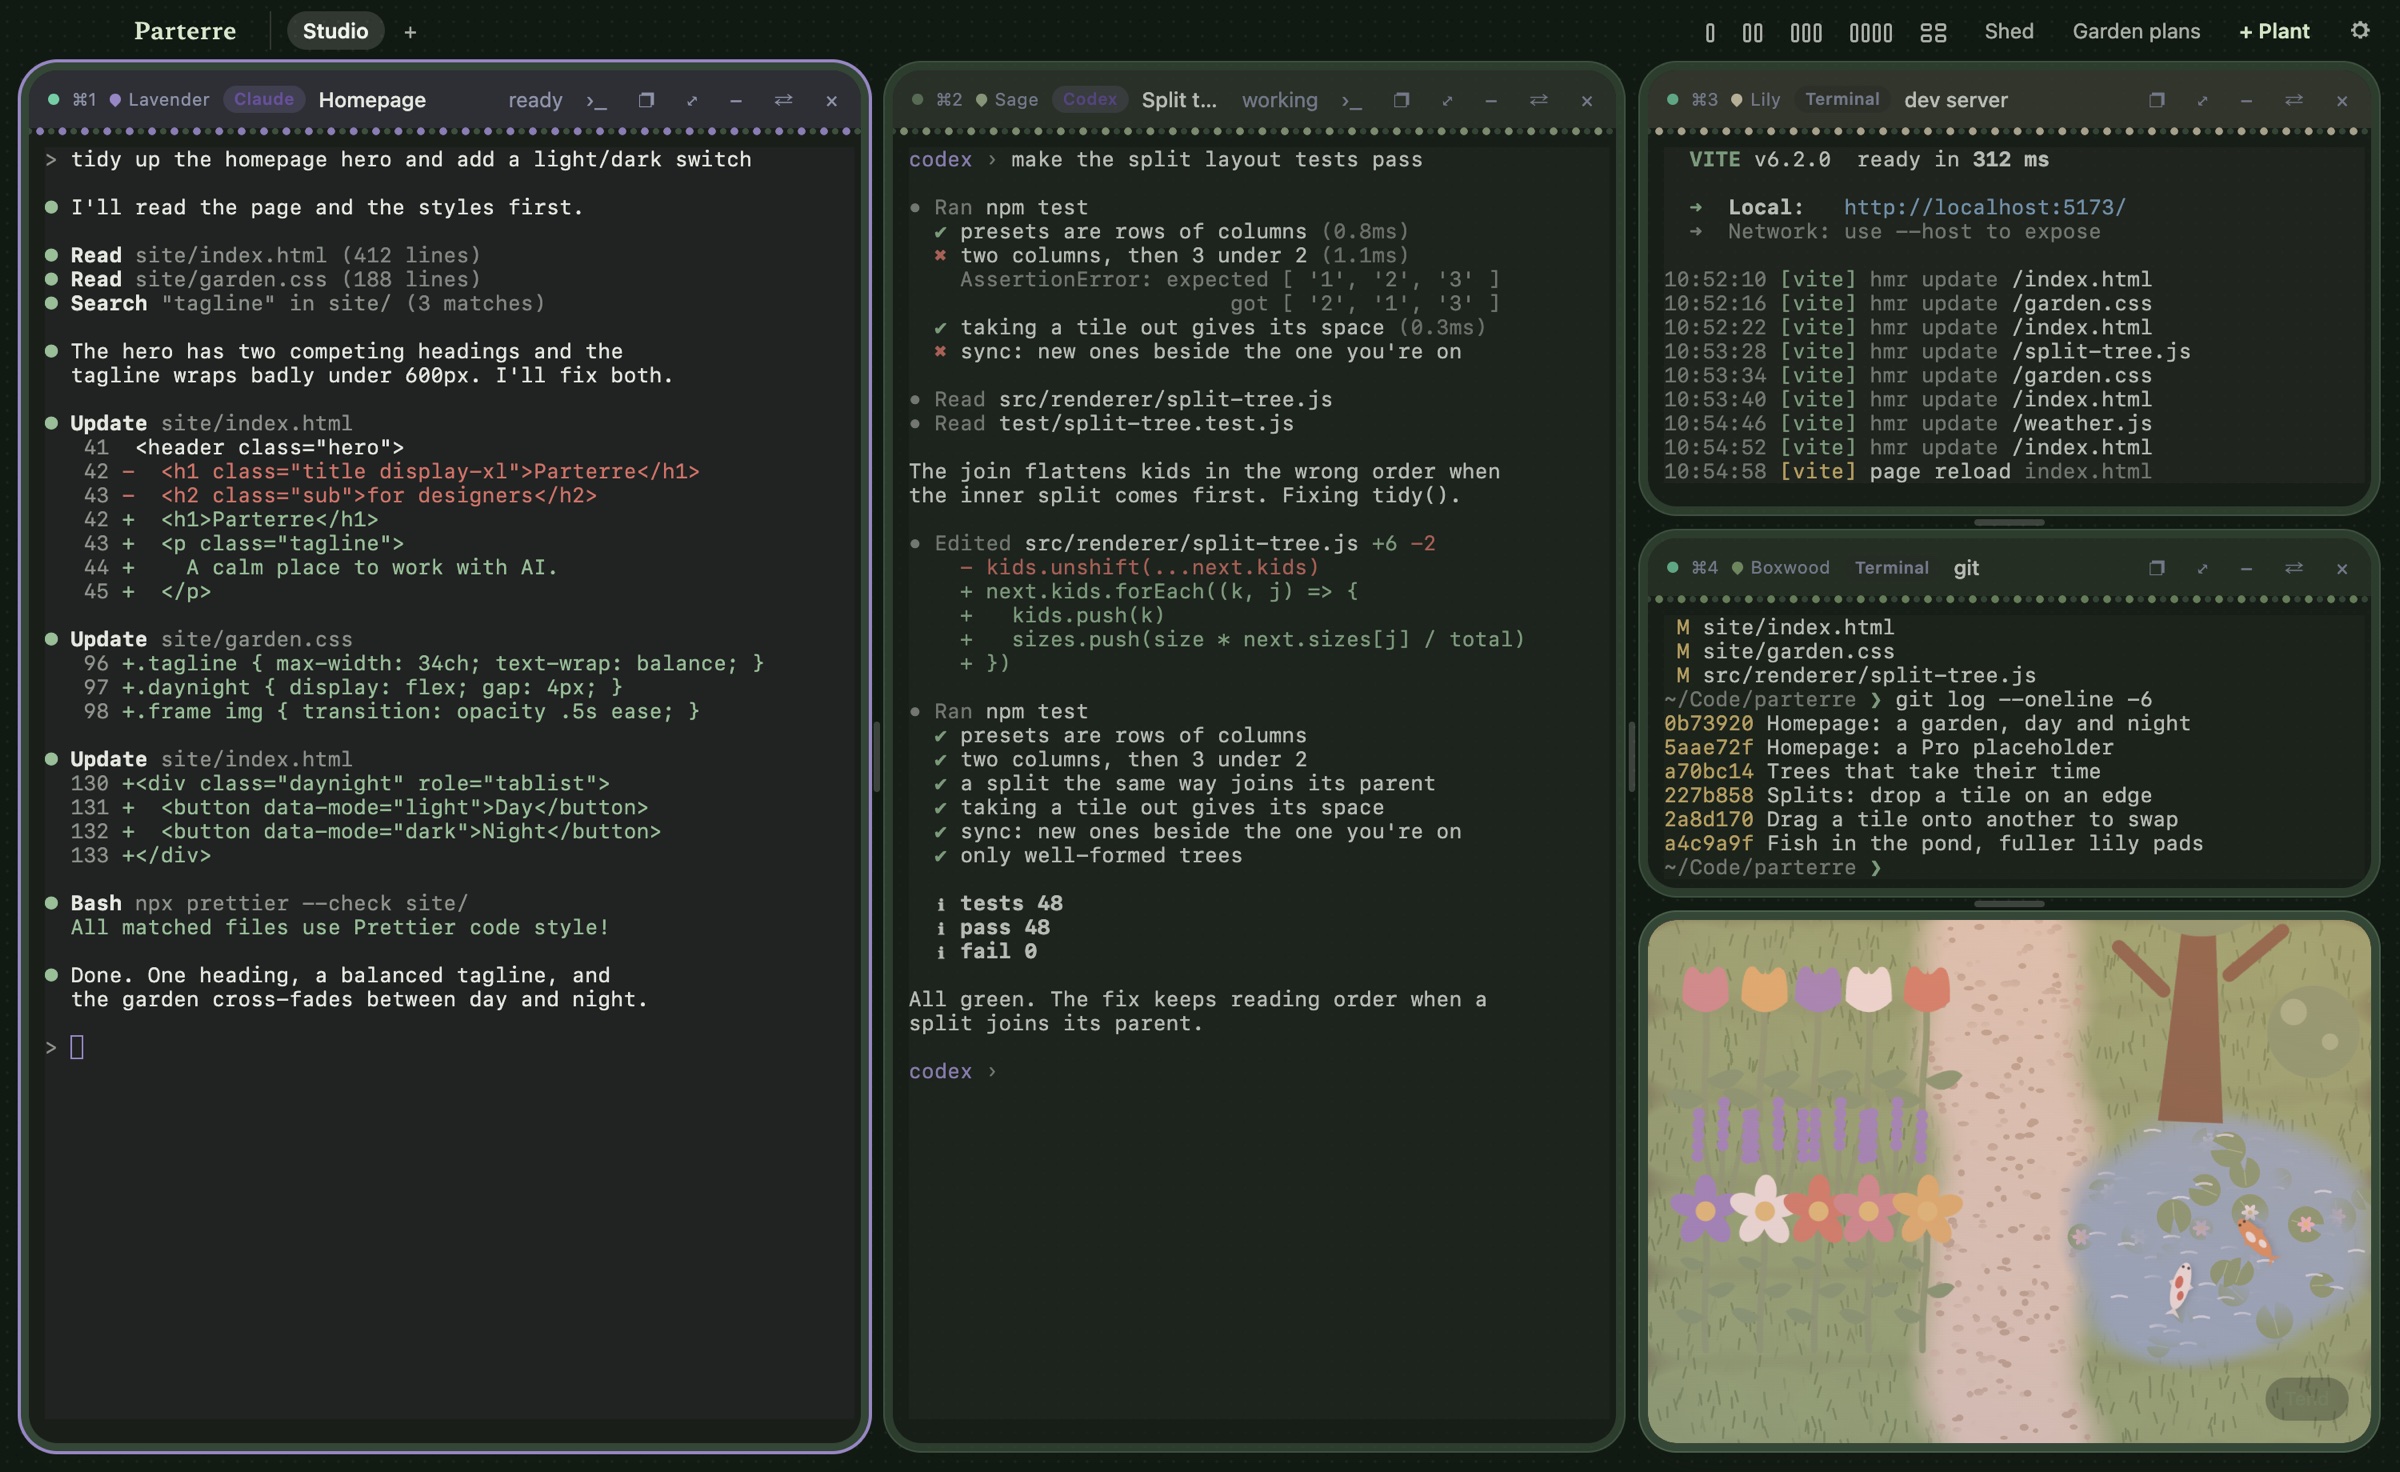 Parterre Studio + Shed Garden plans + Plant
⌘1 Lavender Claude Homepage ready ›_
> tidy up the homepage hero and add a light/dark switch
● I'll read the page and the styles first.
● Read site/index.html (412 lines)
● Read site/garden.css (188 lines)
● Search "tagline" in site/ (3 matches)
● The hero has two competing headings and the
tagline wraps badly under 600px. I'll fix both.
● Update site/index.html
41 <header class="hero">
42 - <h1 class="title display-xl">Parterre</h1>
43 - <h2 class="sub">for designers</h2>
42 + <h1>Parterre</h1>
43 + <p class="tagline">
44 + A calm place to work with AI.
45 + </p>
● Update site/garden.css
96 +.tagline { max-width: 34ch; text-wrap: balance; }
97 +.daynight { display: flex; gap: 4px; }
98 +.frame img { transition: opacity .5s ease; }
● Update site/index.html
130 +<div class="daynight" role="tablist">
131 + <button data-mode="light">Day</button>
132 + <button data-mode="dark">Night</button>
133 +</div>
● Bash npx prettier --check site/
All matched files use Prettier code style!
● Done. One heading, a balanced tagline, and
the garden cross-fades between day and night.
>
⌘2 Sage Codex Split t... working ›_
codex › make the split layout tests pass
● Ran npm test
✔ presets are rows of columns (0.8ms)
✖ two columns, then 3 under 2 (1.1ms)
AssertionError: expected [ '1', '2', '3' ]
got [ '2', '1', '3' ]
✔ taking a tile out gives its space (0.3ms)
✖ sync: new ones beside the one you're on
● Read src/renderer/split-tree.js
● Read test/split-tree.test.js
The join flattens kids in the wrong order when
the inner split comes first. Fixing tidy().
● Edited src/renderer/split-tree.js +6 -2
- kids.unshift(...next.kids)
+ next.kids.forEach((k, j) => {
+ kids.push(k)
+ sizes.push(size * next.sizes[j] / total)
+ })
● Ran npm test
✔ presets are rows of columns
✔ two columns, then 3 under 2
✔ a split the same way joins its parent
✔ taking a tile out gives its space
✔ sync: new ones beside the one you're on
✔ only well-formed trees
ℹ tests 48
ℹ pass 48
ℹ fail 0
All green. The fix keeps reading order when a
split joins its parent.
codex ›
⌘3 Lily Terminal dev server
VITE v6.2.0 ready in 312 ms
➜ Local: http://localhost:5173/
➜ Network: use --host to expose
10:52:10 [vite] hmr update /index.html
10:52:16 [vite] hmr update /garden.css
10:52:22 [vite] hmr update /index.html
10:53:28 [vite] hmr update /split-tree.js
10:53:34 [vite] hmr update /garden.css
10:53:40 [vite] hmr update /index.html
10:54:46 [vite] hmr update /weather.js
10:54:52 [vite] hmr update /index.html
10:54:58 [vite] page reload index.html
⌘4 Boxwood Terminal git
M site/index.html
M site/garden.css
M src/renderer/split-tree.js
~/Code/parterre ❯ git log --oneline -6
0b73920 Homepage: a garden, day and night
5aae72f Homepage: a Pro placeholder
a70bc14 Trees that take their time
227b858 Splits: drop a tile on an edge
2a8d170 Drag a tile onto another to swap
a4c9a9f Fish in the pond, fuller lily pads
~/Code/parterre ❯